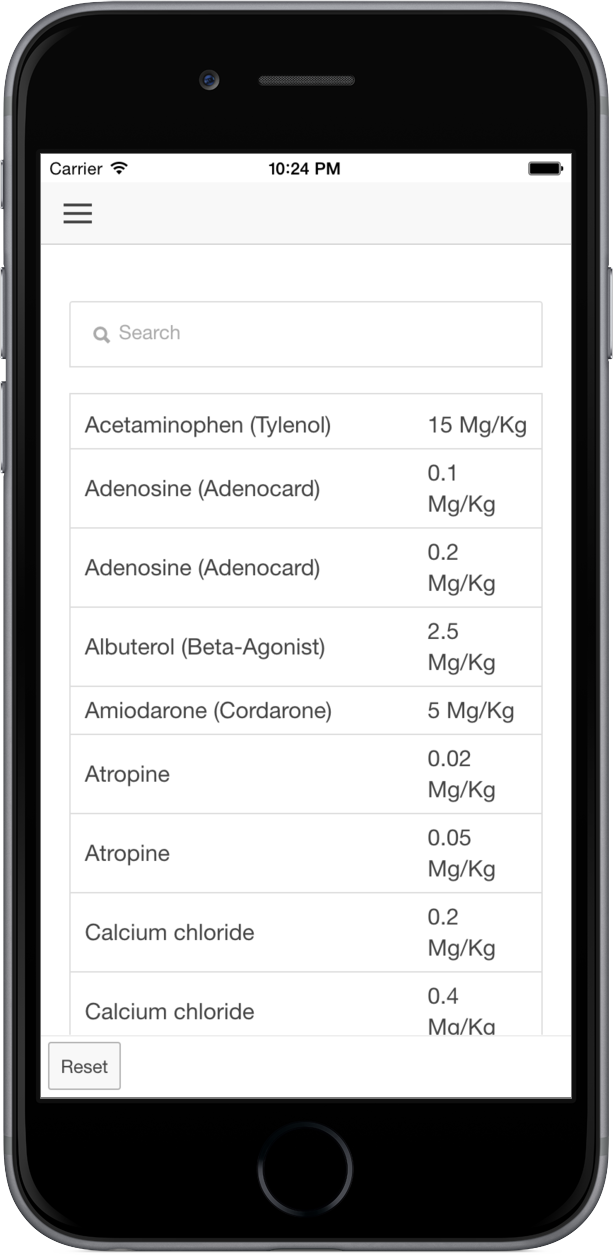 Carrier 10:24 PM
Search
Acetaminophen (Tylenol) 15 Mg/Kg
Adenosine (Adenocard) 0.1
Mg/Kg
Adenosine (Adenocard) 0.2
Mg/Kg
Albuterol (Beta-Agonist) 2.5
Mg/Kg
Amiodarone (Cordarone) 5 Mg/Kg
Atropine 0.02
Mg/Kg
Atropine 0.05
Mg/Kg
Calcium chloride 0.2
Mg/Kg
Calcium chloride 0.4
Mg/Kg
Reset